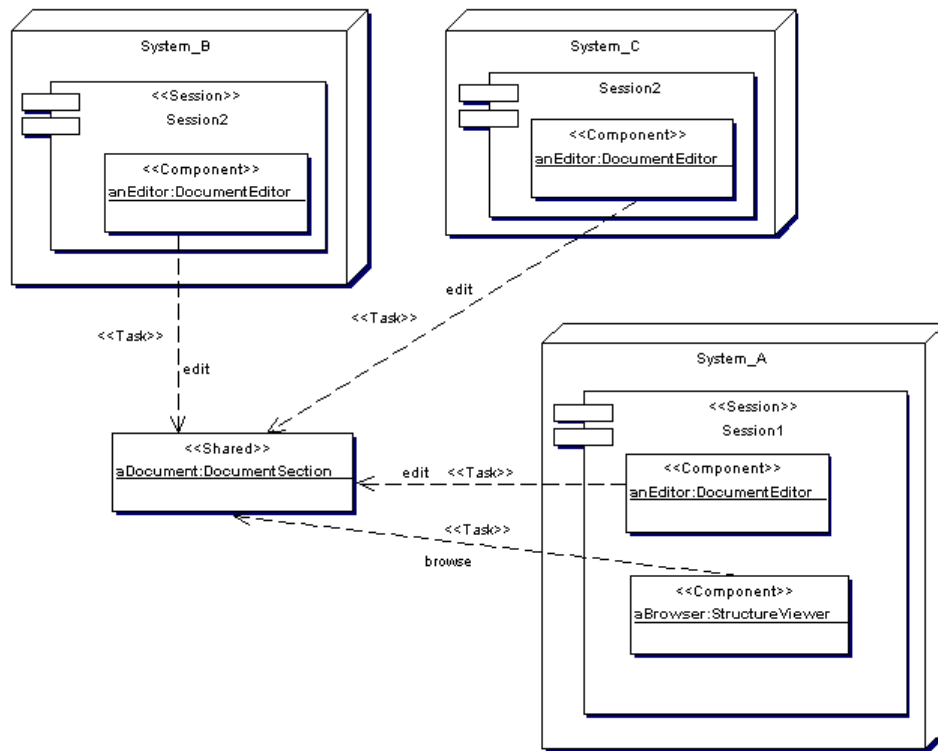 System_B
<<Session>>
Session2
<<Component>>
anEditor:DocumentEditor
System_C
Session2
<<Component>>
anEditor:DocumentEditor
edit
<<Task>>
<<Task>>
edit
System_A
<<Session>>
Session1
<<Component>>
anEditor:DocumentEditor
<<Component>>
aBrowser:StructureViewer
<<Shared>>
aDocument:DocumentSection
edit <<Task>>
<<Task>>
browse